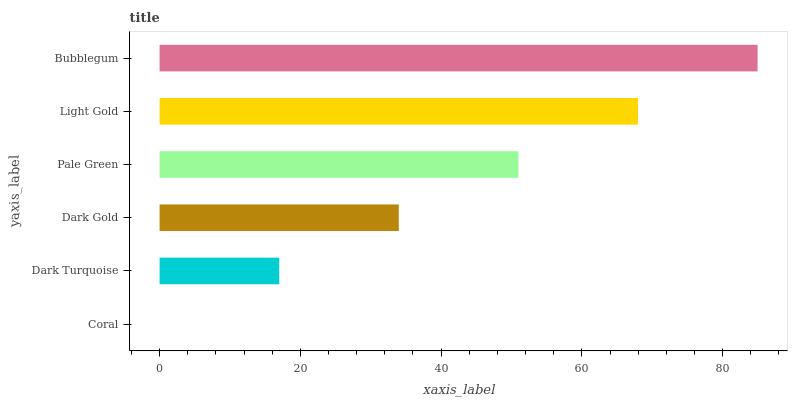 title
yaxis_label
Bubblegum
Light Gold
Pale Green
Dark Gold
Dark Turquoise
Coral
0 20 40 60 80
xaxis_label